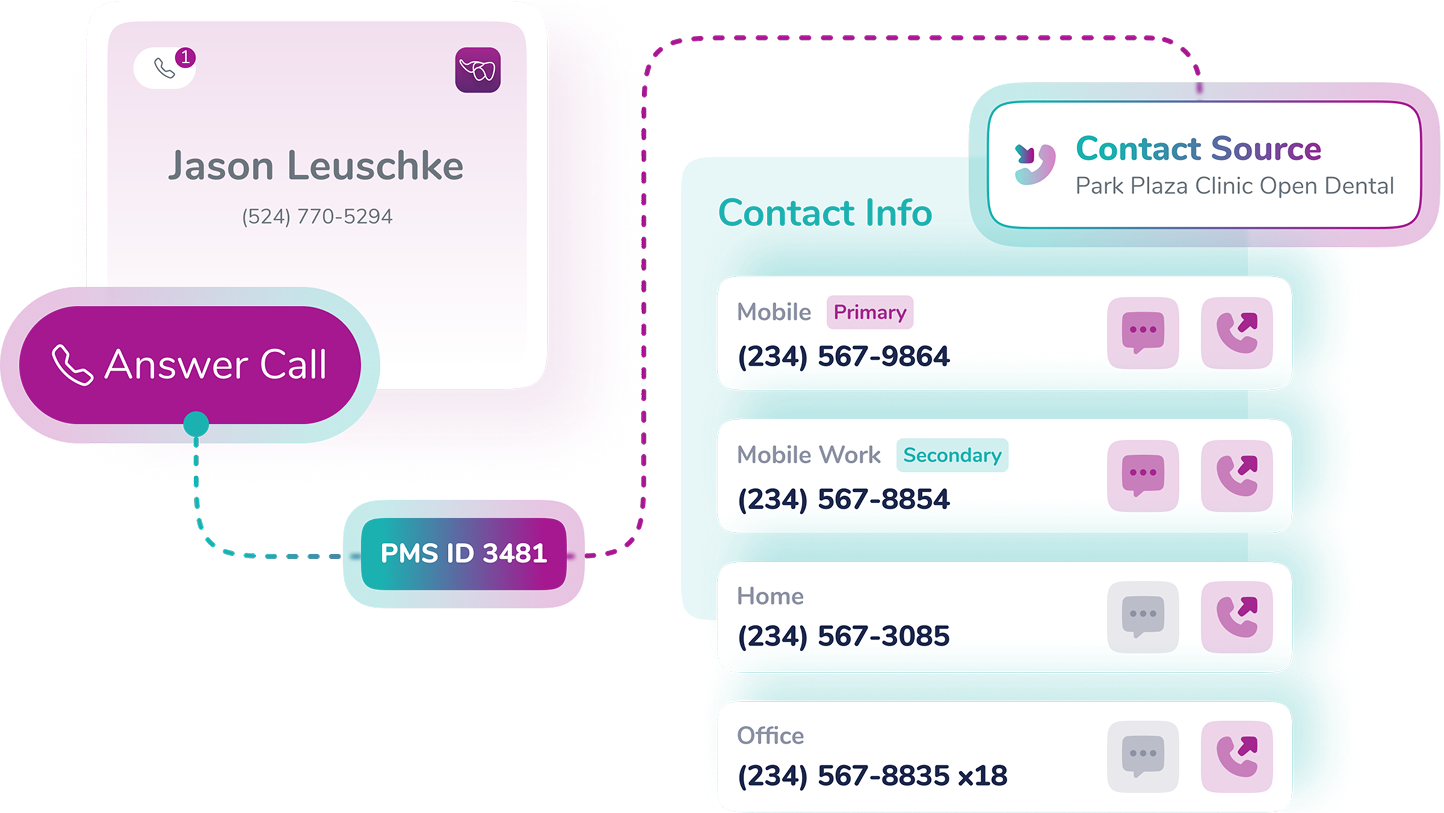 1
Jason Leuschke
(524) 770-5294
Answer Call
PMS ID 3481
Contact Source
Park Plaza Clinic Open Dental
Contact Info
Mobile Primary
(234) 567-9864
Mobile Work Secondary
(234) 567-8854
Home
(234) 567-3085
Office
(234) 567-8835 x18